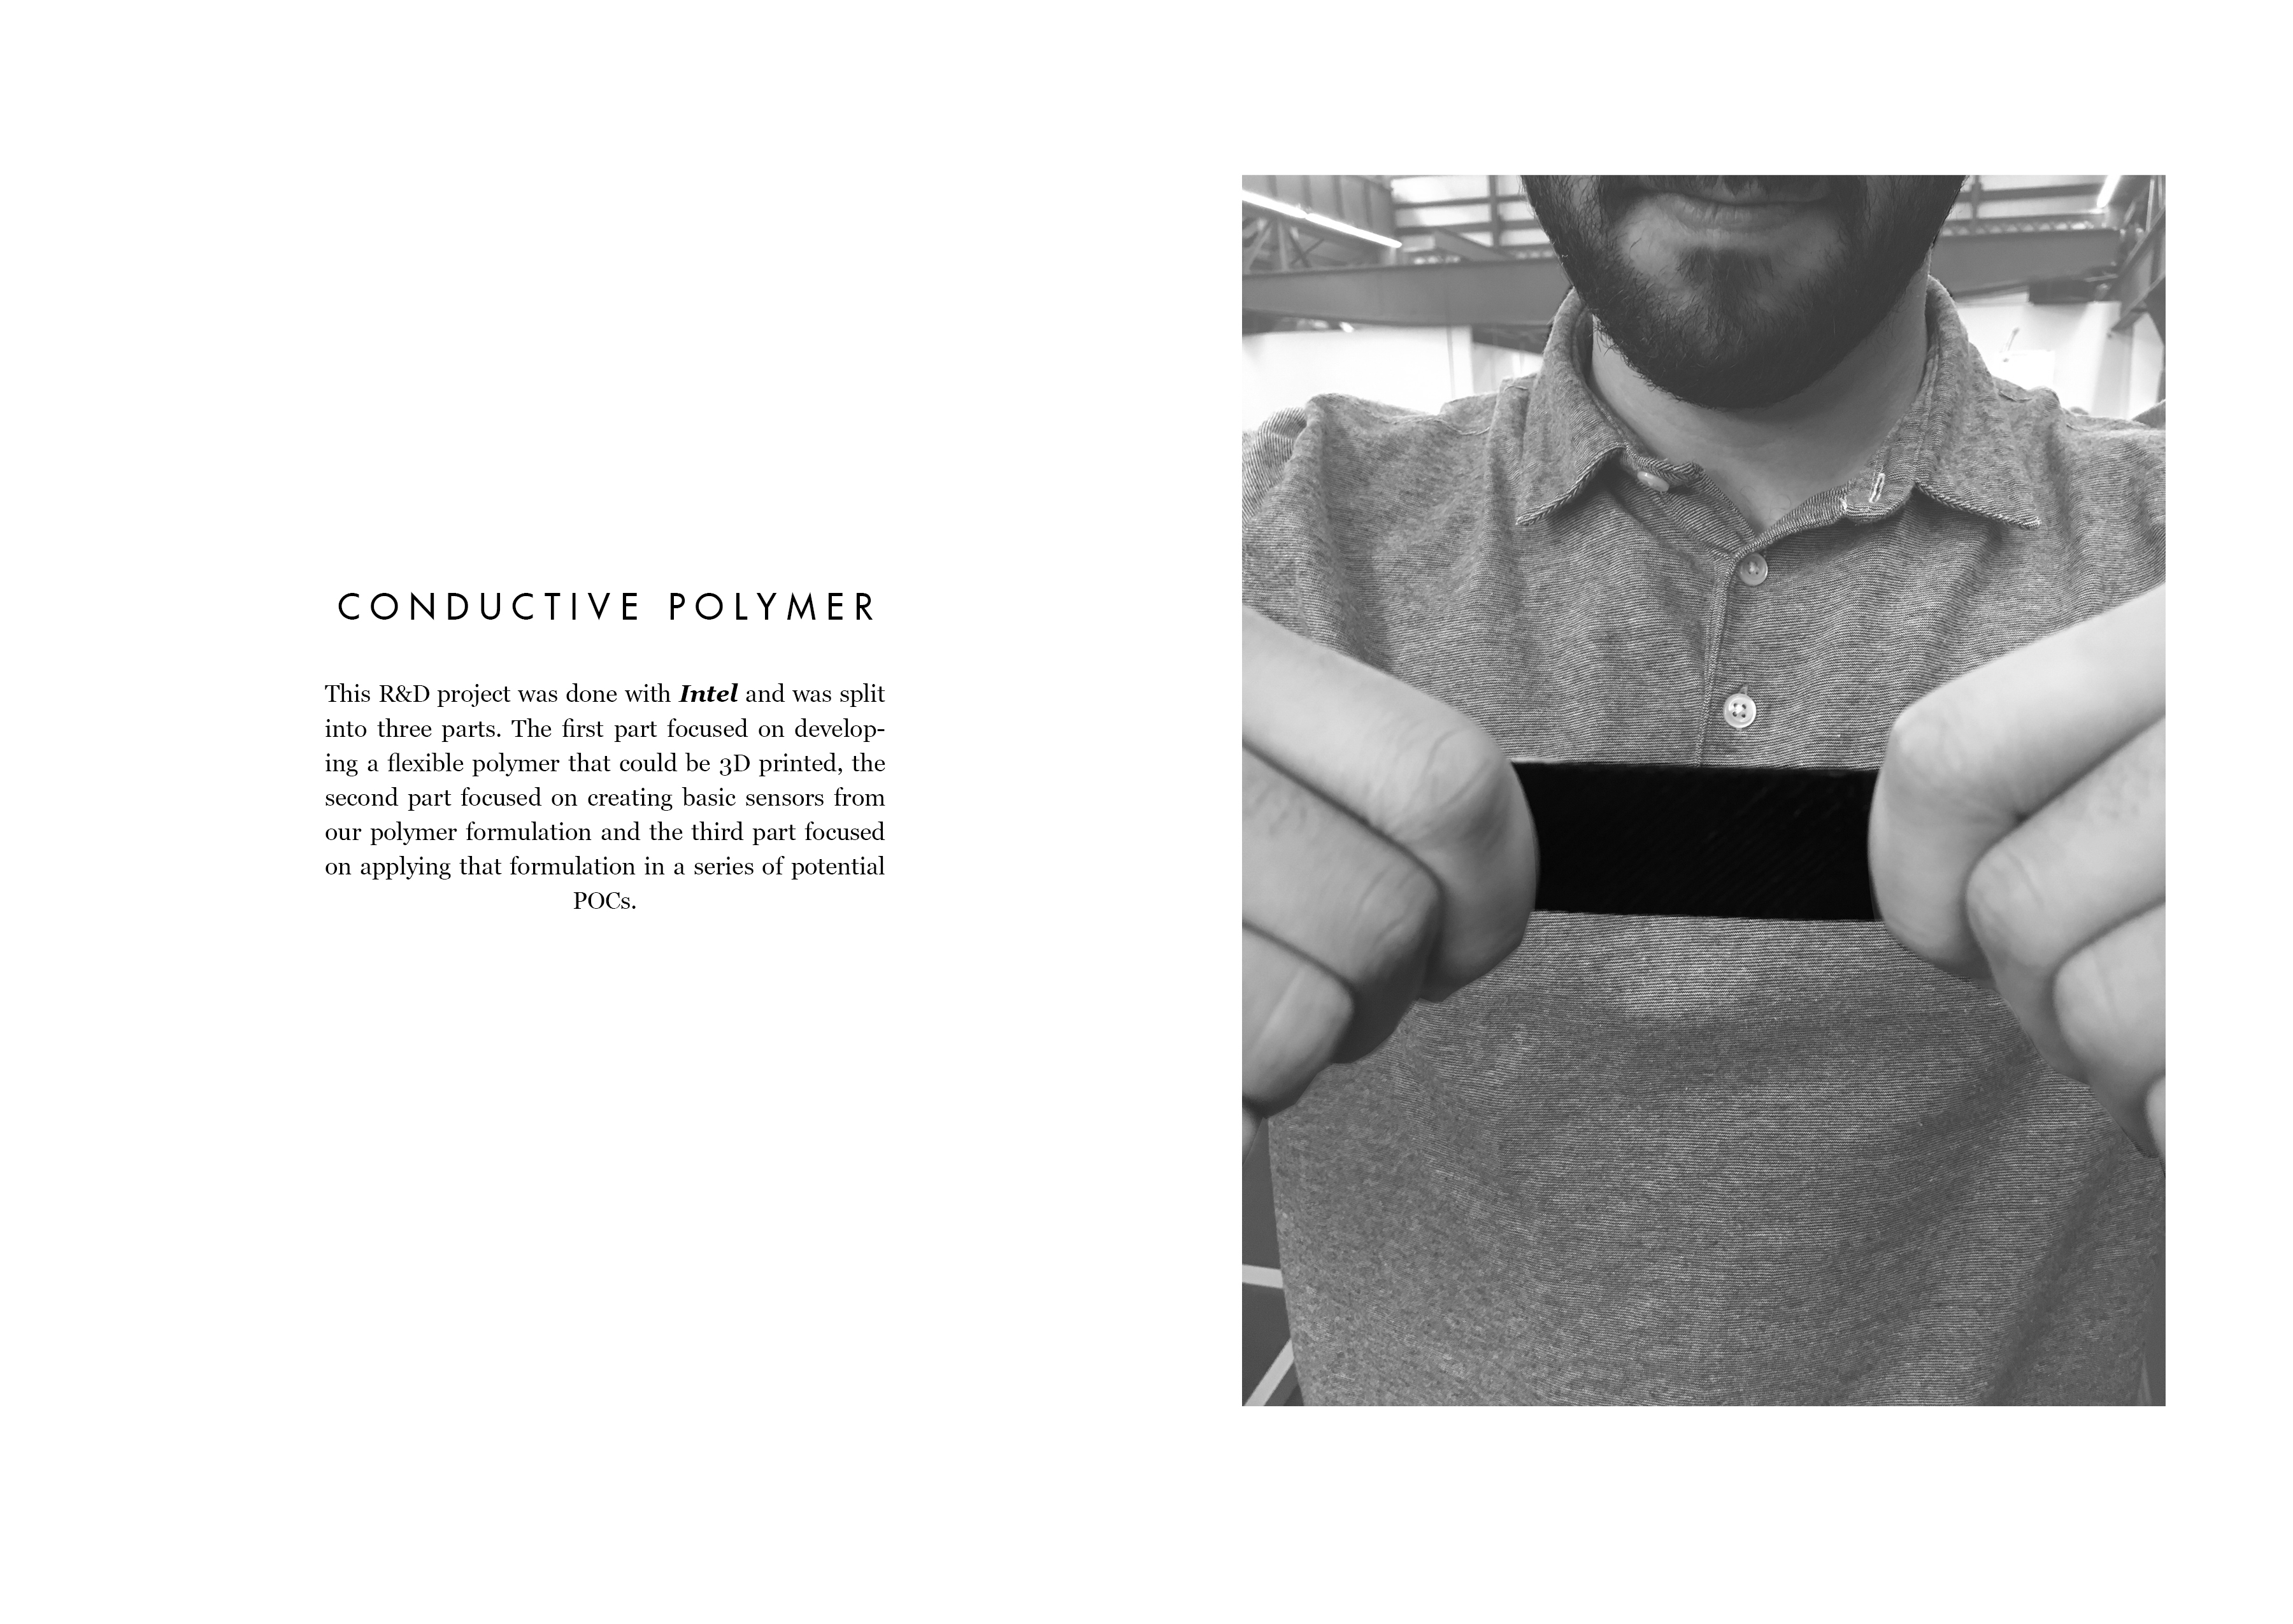 CONDUCTIVE POLYMER
This R&D project was done with Intel and was split
into three parts. The first part focused on develop-
ing a flexible polymer that could be 3D printed, the
second part focused on creating basic sensors from
our polymer formulation and the third part focused
on applying that formulation in a series of potential
POCs.